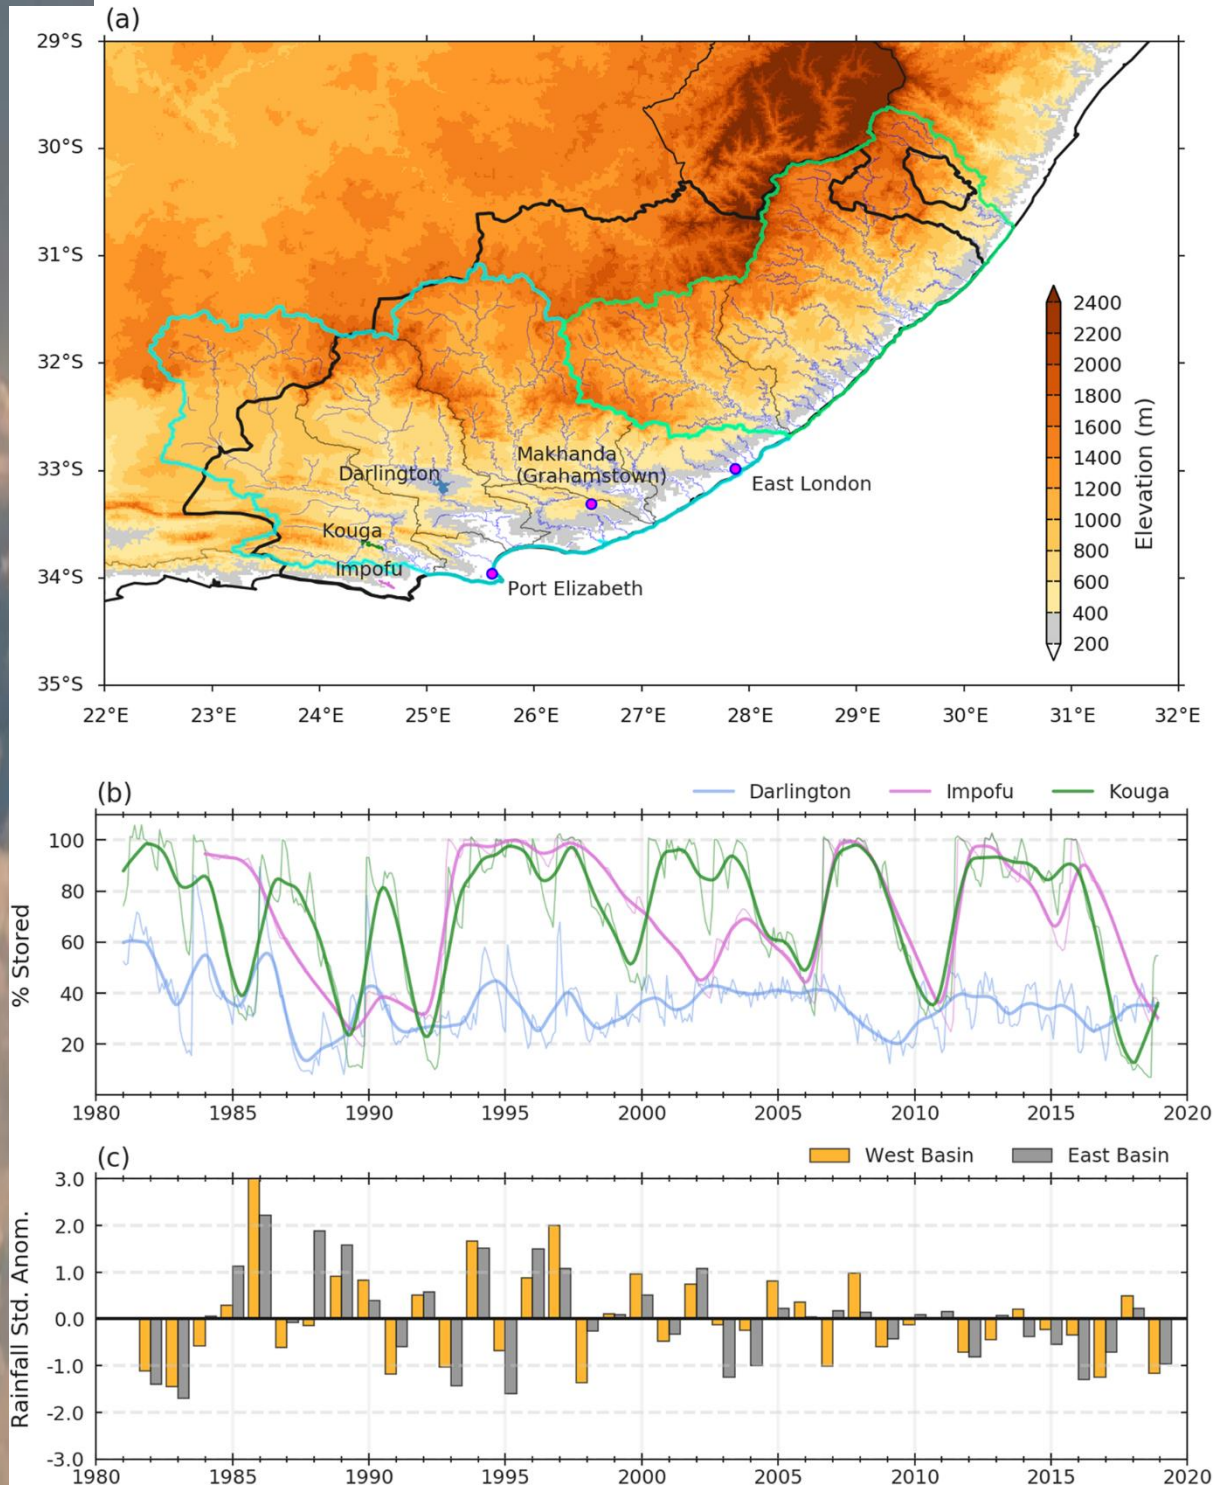 (a)
29°S
30°S
31°S
32°S
33°S
34°S
35°S
22°E 23°E 24°E 25°E 26°E 27°E 28°E 29°E 30°E 31°E 32°E
Darlington
Makhanda
(Grahamstown)
East London
Kouga
Impofu
Port Elizabeth
2400
2200
2000
1800
1600
1400
1200
1000
800
600
400
200
Elevation (m)
(b)
Darlington Impofu Kouga
% Stored
100
80
60
40
20
1980 1985 1990 1995 2000 2005 2010 2015 2020
(c)
West Basin East Basin
Rainfall Std. Anom.
3.0
2.0
1.0
0.0
-1.0
-2.0
-3.0
1980 1985 1990 1995 2000 2005 2010 2015 2020